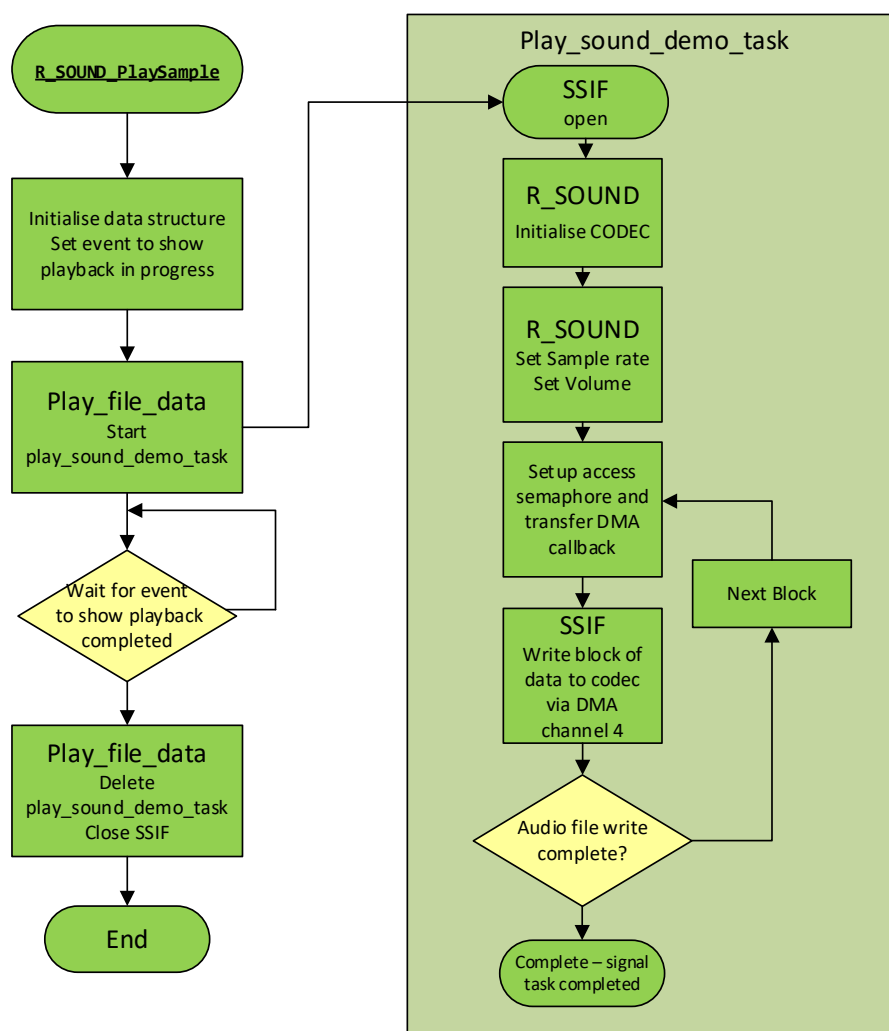 R_SOUND_PlaySample
Initialise data structure
Set event to show
playback in progress
Play_file_data
Start
play_sound_demo_task
Wait for event
to show playback
completed
Play_file_data
Delete
play_sound_demo_task
Close SSIF
End
Play_sound_demo_task
SSIF
open
R_SOUND
Initialise CODEC
R_SOUND
Set Sample rate
Set Volume
Setup access
semaphore and
transfer DMA
callback
Next Block
SSIF
Write block of
data to codec
via DMA
channel 4
Audio file write
complete?
Complete – signal
task completed